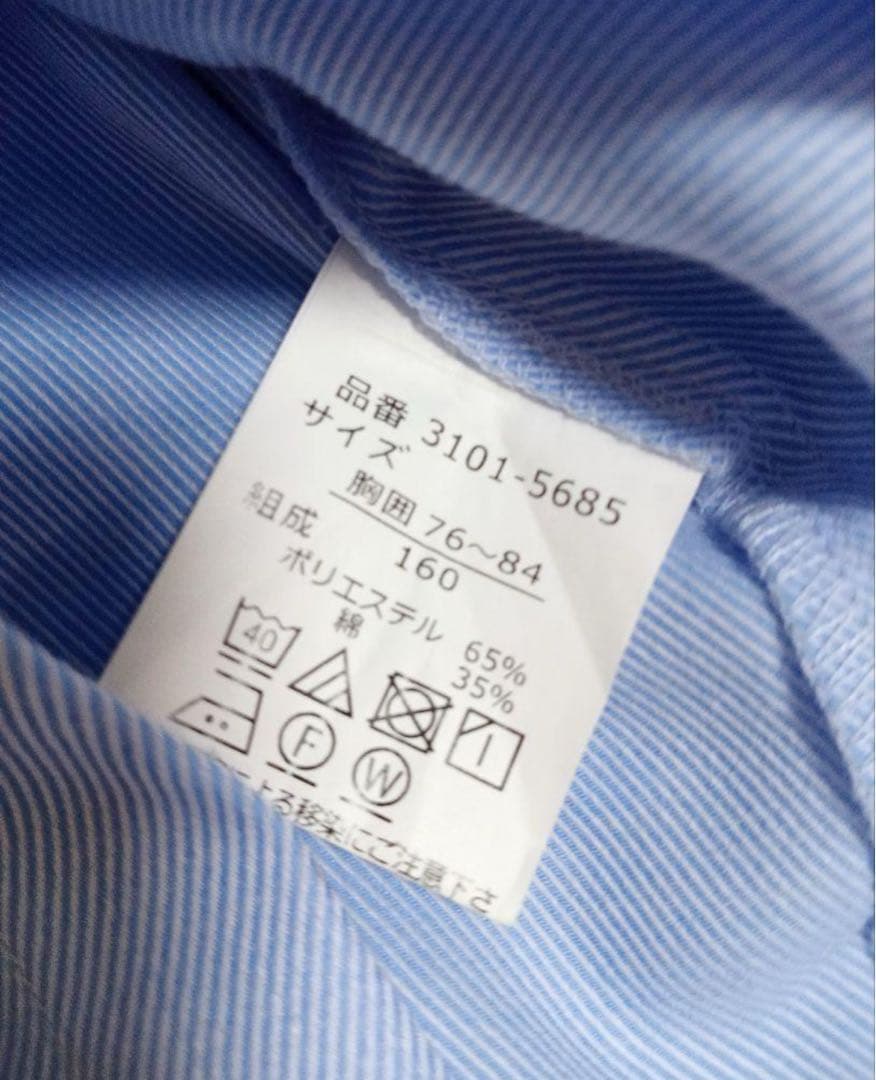 品番 3101-5685
サイズ
胸囲 76～84
160
組成
ポリエステル 65%
綿 35%
40
F
W
よる移染にご注意下さ